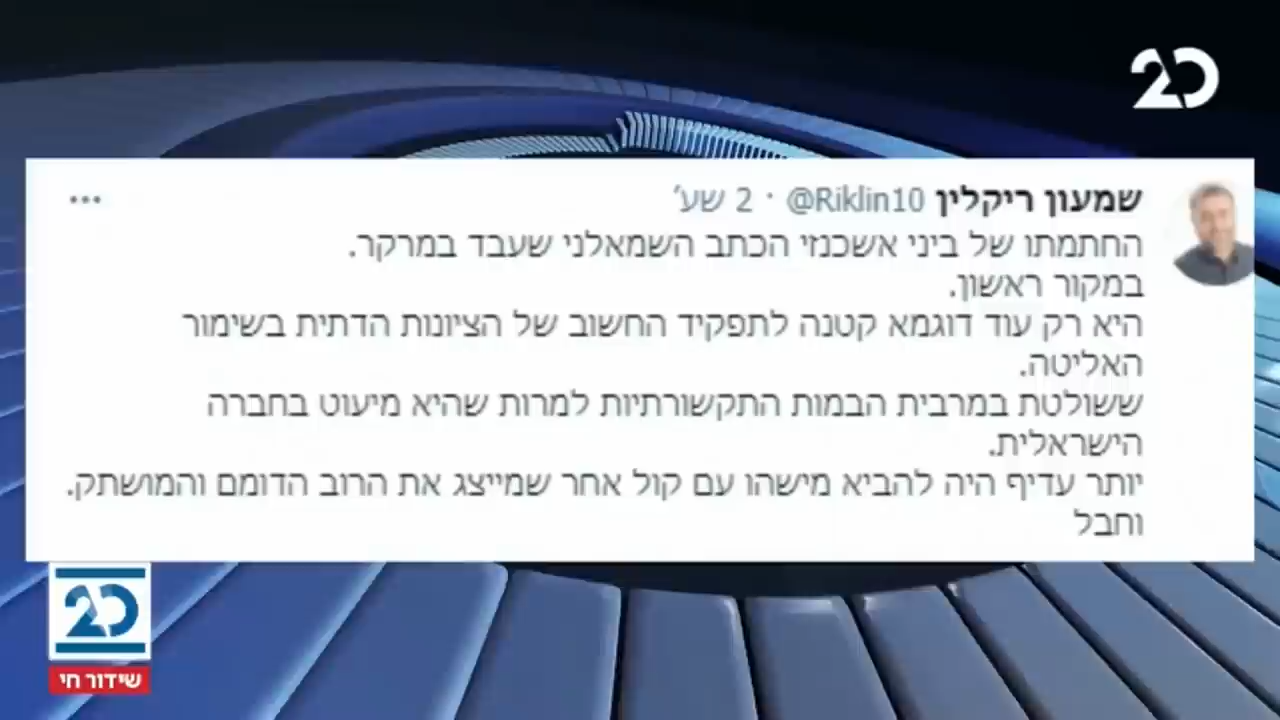 20
שמעון ריקלין @Riklin10 · 2 שע׳
החתמתו של ביני אשכנזי הכתב השמאלני שעבד במרקר.
במקור ראשון.
היא רק עוד דוגמא קטנה לתפקיד החשוב של הציונות הדתית בשימור
האליטה.
ששולטת במרבית הבמות התקשורתיות למרות שהיא מיעוט בחברה
הישראלית.
יותר עדיף היה להביא מישהו עם קול אחר שמייצג את הרוב הדומם והמושתק.
וחבל
20
שידור חי